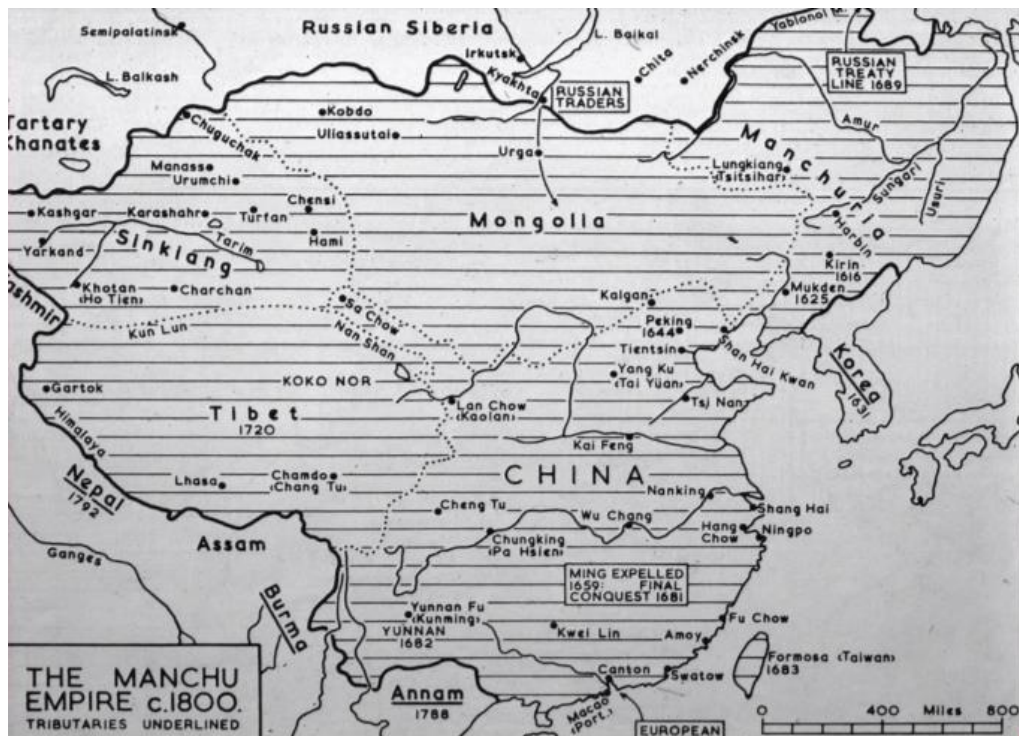 Semipalatinsk
Russian Siberia
L. Baikal
Yablonoi
Irkutsk
Kyakhta
Chita
Nerchinsk
L. Balkash
RUSSIAN
TRADERS
RUSSIAN
TREATY
LINE 1689
Tartary
Khanates
Chuguchak
Kobdo
Uliassutai
Urga
Amur
Manchuria
Lungkiang
(Tsitsihar)
Sungari
Usuri
Manass
Urumchi
Chensi
Mongolia
Kashgar
Karashahr
Turfan
Hami
Harbin
Yarkand
Sinkiang
Tarim
Kirin
1616
Khotan
(Ho Tien)
Charchan
Mukden
1625
Kashmir
Kun Lun
Sa Chow
Nan Shan
Kalgan
Peking
1644
Tientsin
Shan Hai Kwan
Yang Ku
(Tai Yüan)
Korea
1631
Gartok
KOKO NOR
Lan Chow
(Kaolan)
Tsi Nan
Tibet
1720
Himalaya
Kai Feng
CHINA
Lhasa
Chamdo
(Chang Tu)
Nepal
1792
Cheng Tu
Nanking
Shang Hai
Wu Chang
Hang
Chow
Ningpo
Assam
Chungking
(Pa Hsien)
Ganges
MING EXPELLED
1659: FINAL
CONQUEST 1681
Burma
Yunnan Fu
(Kunming)
YUNNAN
1682
Kwei Lin
Amoy
Fu Chow
Formosa (Taiwan)
1683
Canton
Swatow
Macao
(Port.)
Annam
1788
EUROPEAN
THE MANCHU
EMPIRE c.1800.
TRIBUTARIES UNDERLINED
0 400 Miles 800